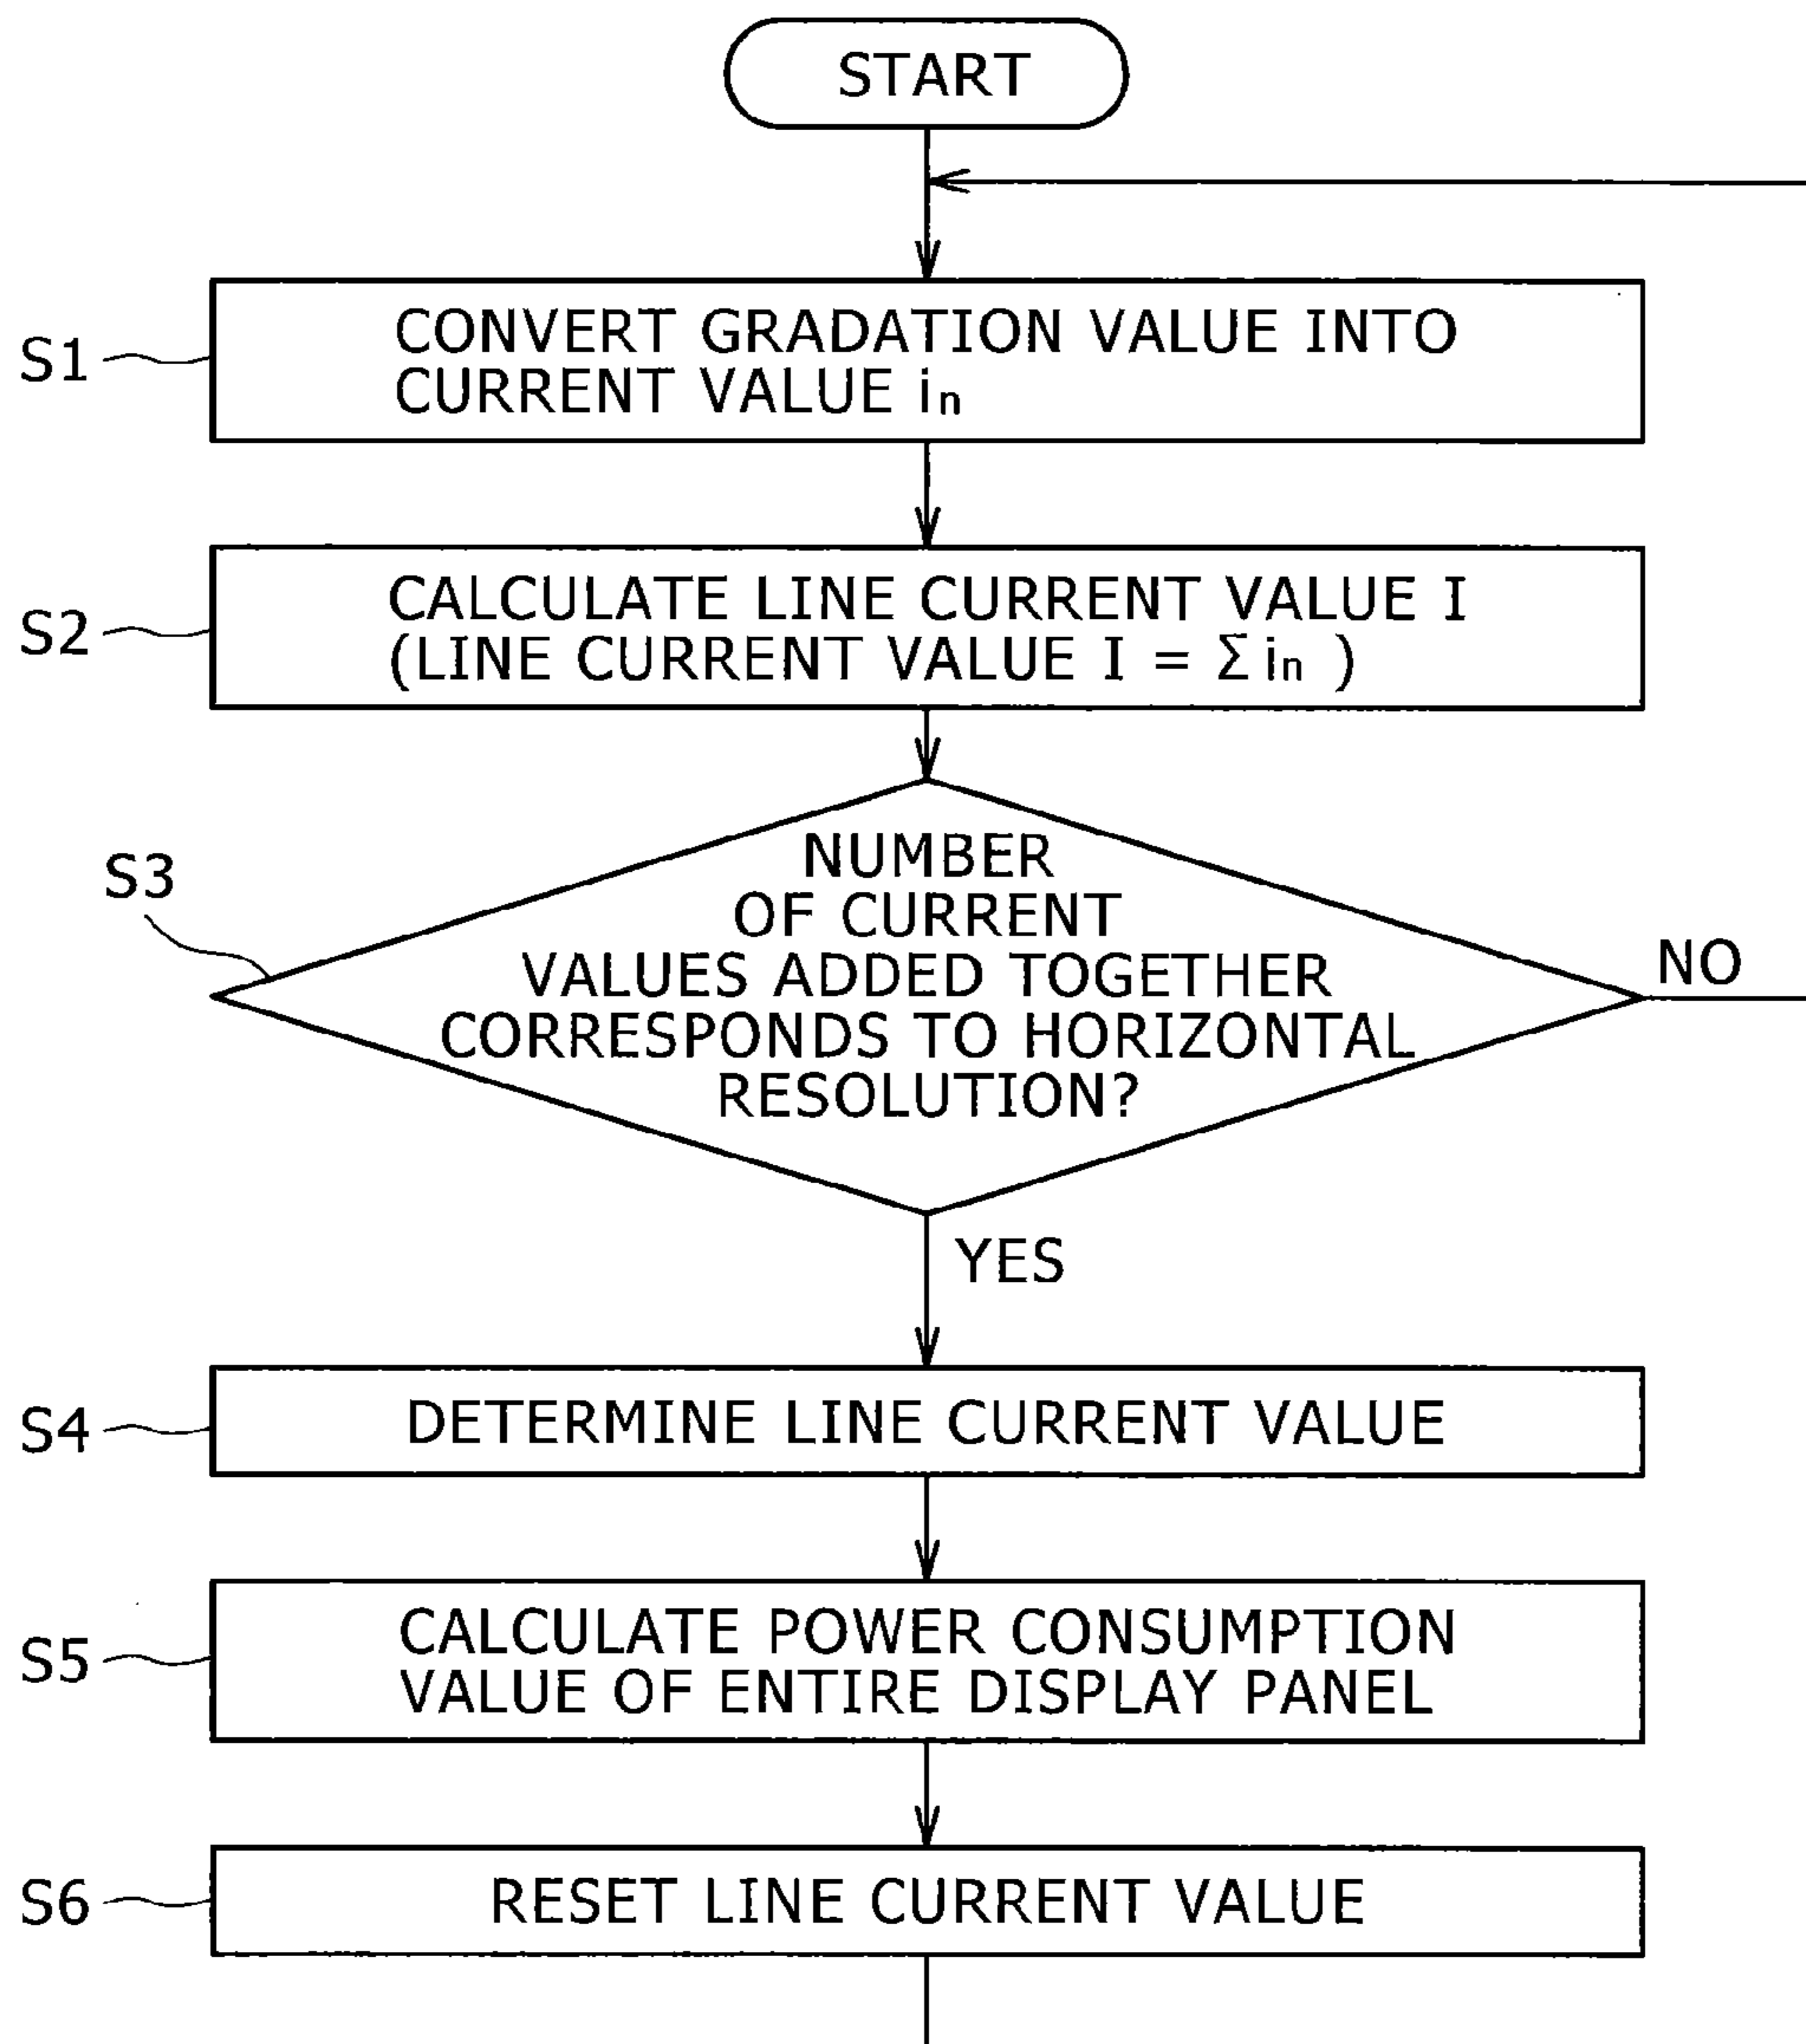 START
S1
CONVERT GRADATION VALUE INTO
CURRENT VALUE in
S2
CALCULATE LINE CURRENT VALUE I
(LINE CURRENT VALUE I = Σ in )
S3
NUMBER
OF CURRENT
VALUES ADDED TOGETHER
CORRESPONDS TO HORIZONTAL
RESOLUTION?
NO
YES
S4
DETERMINE LINE CURRENT VALUE
S5
CALCULATE POWER CONSUMPTION
VALUE OF ENTIRE DISPLAY PANEL
S6
RESET LINE CURRENT VALUE